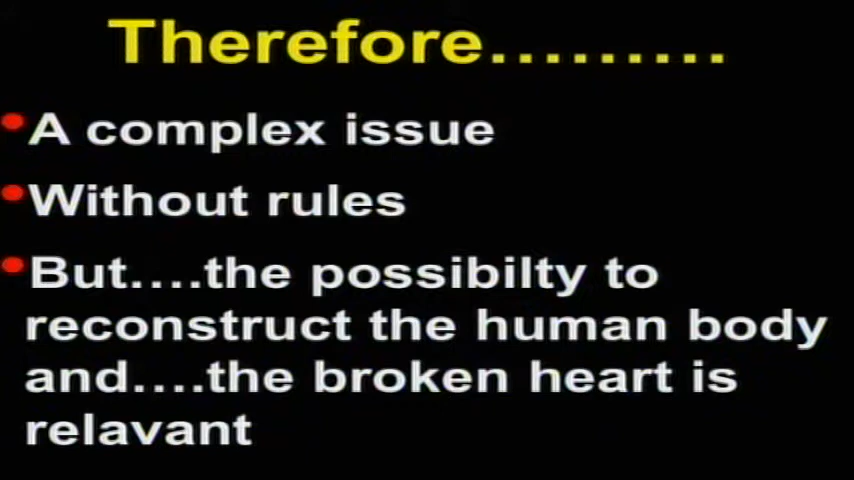 Therefore.........
•A complex issue
•Without rules
•But....the possibilty to
reconstruct the human body
and....the broken heart is
relavant